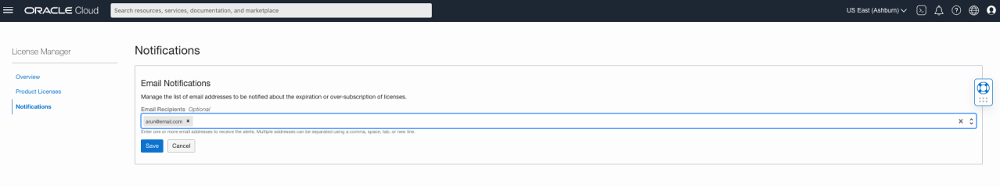 ORACLE Cloud
Search resources, services, documentation, and marketplace
US East (Ashburn)
License Manager
Overview
Product Licenses
Notifications
Notifications
Email Notifications
Manage the list of email addresses to be notified about the expiration or over-subscription of licenses.
Email Recipients Optional
arun@email.com
Enter one or more email addresses to receive the alerts. Multiple addresses can be separated using a comma, space, tab, or new line.
Save Cancel